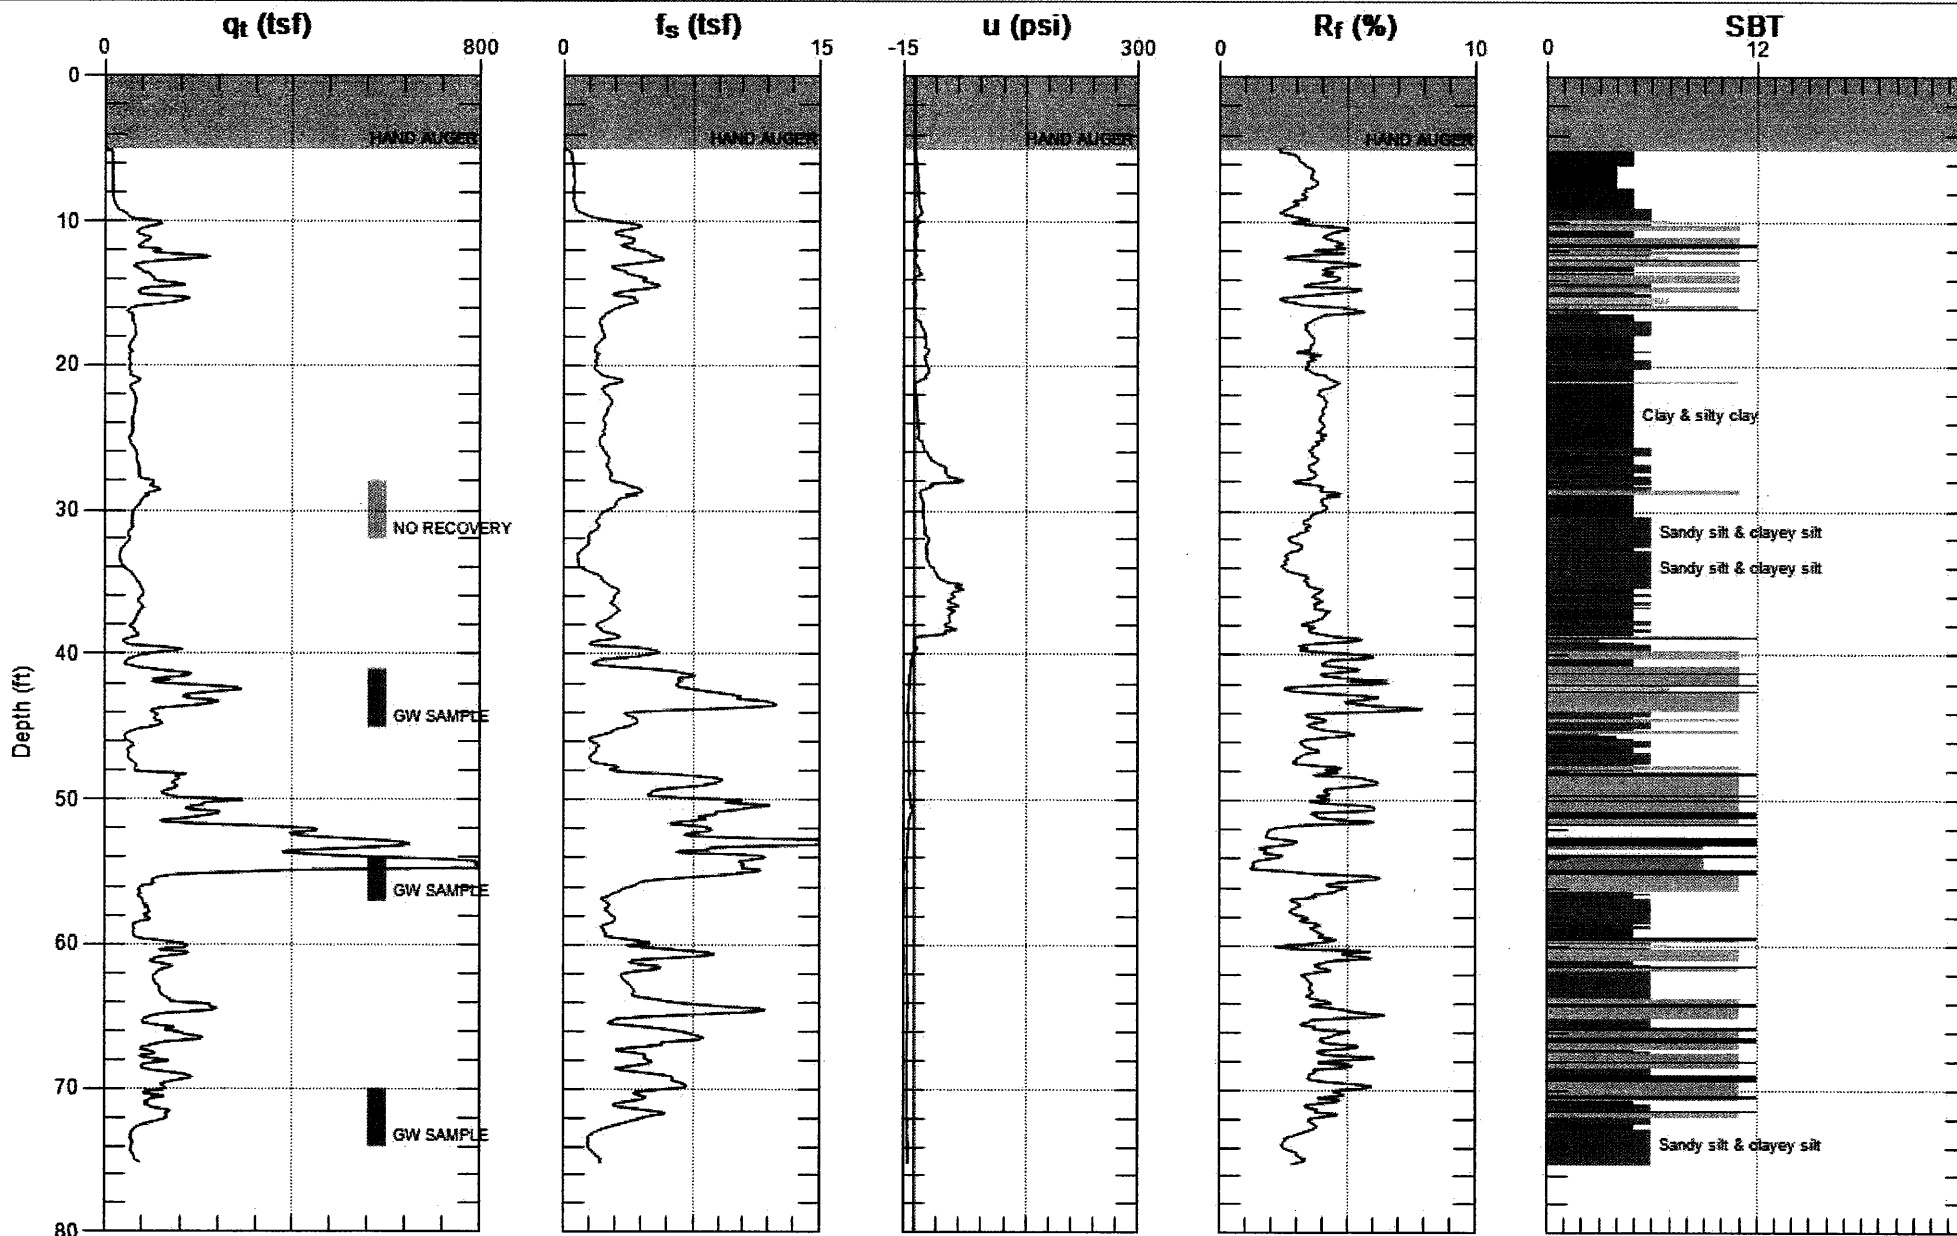 qt (tsf) fs (tsf) u (psi) Rf (%) SBT
0 800 0 15 -15 300 0 10 0 12
0
HAND AUGER HAND AUGER HAND AUGER HAND AUGER
10
20
Clay & silty clay
30
NO RECOVERY Sandy silt & clayey silt
Sandy silt & clayey silt
40
GW SAMPLE
Depth (ft)
50
GW SAMPLE
60
70
GW SAMPLE Sandy silt & clayey silt
80